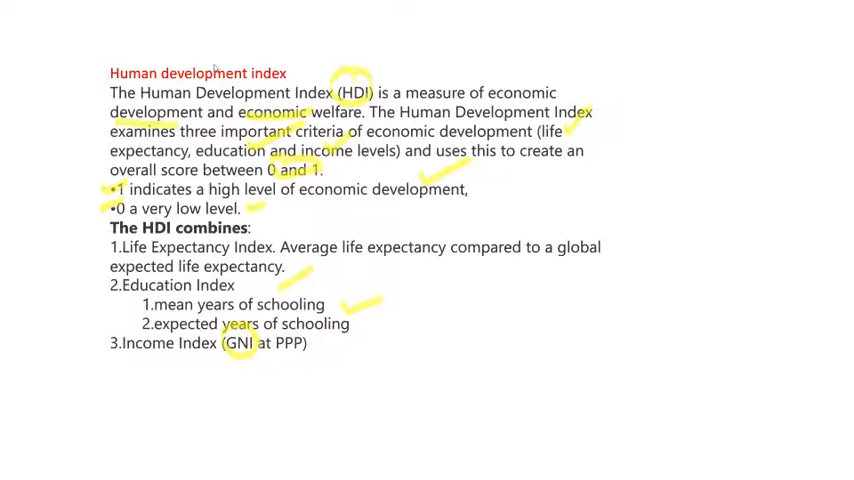 Human development index
The Human Development Index (HDI) is a measure of economic
development and economic welfare. The Human Development Index
examines three important criteria of economic development (life
expectancy, education and income levels) and uses this to create an
overall score between 0 and 1.
•1 indicates a high level of economic development,
•0 a very low level.
The HDI combines:
1.Life Expectancy Index. Average life expectancy compared to a global
expected life expectancy.
2.Education Index
1.mean years of schooling
2.expected years of schooling
3.Income Index (GNI at PPP)